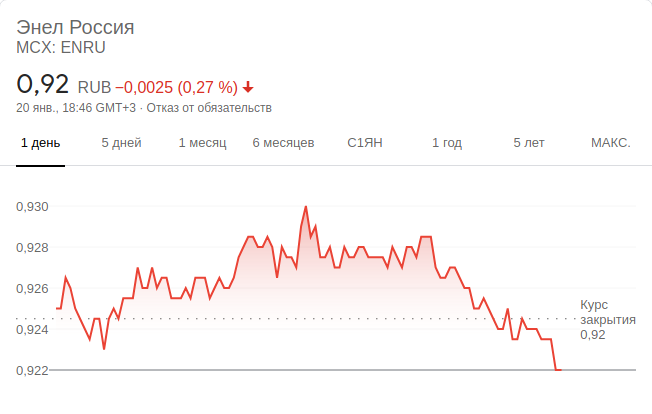 Энел Россия
MCX: ENRU
0,92 RUB −0,0025 (0,27 %)
20 янв., 18:46 GMT+3 · Отказ от обязательств
1 день 5 дней 1 месяц 6 месяцев С1ЯН 1 год 5 лет МАКС.
0,930
0,928
0,926
0,924
0,922
Курс
закрытия
0,92